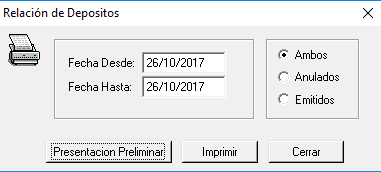 Relación de Depositos
Fecha Desde: 26/10/2017
Fecha Hasta: 26/10/2017
Ambos
Anulados
Emitidos
Presentacion Preliminar Imprimir Cerrar